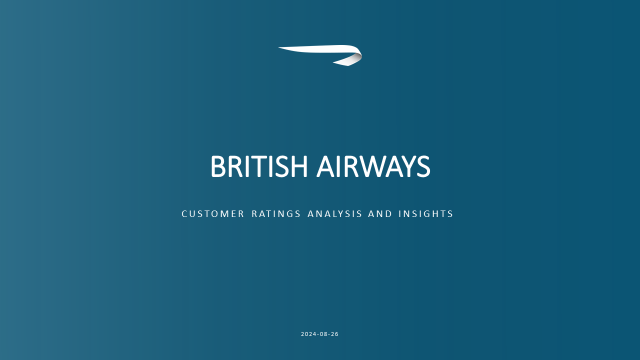 BRITISH AIRWAYS
CUSTOMER RATINGS ANALYSIS AND INSIGHTS
2024-08-26